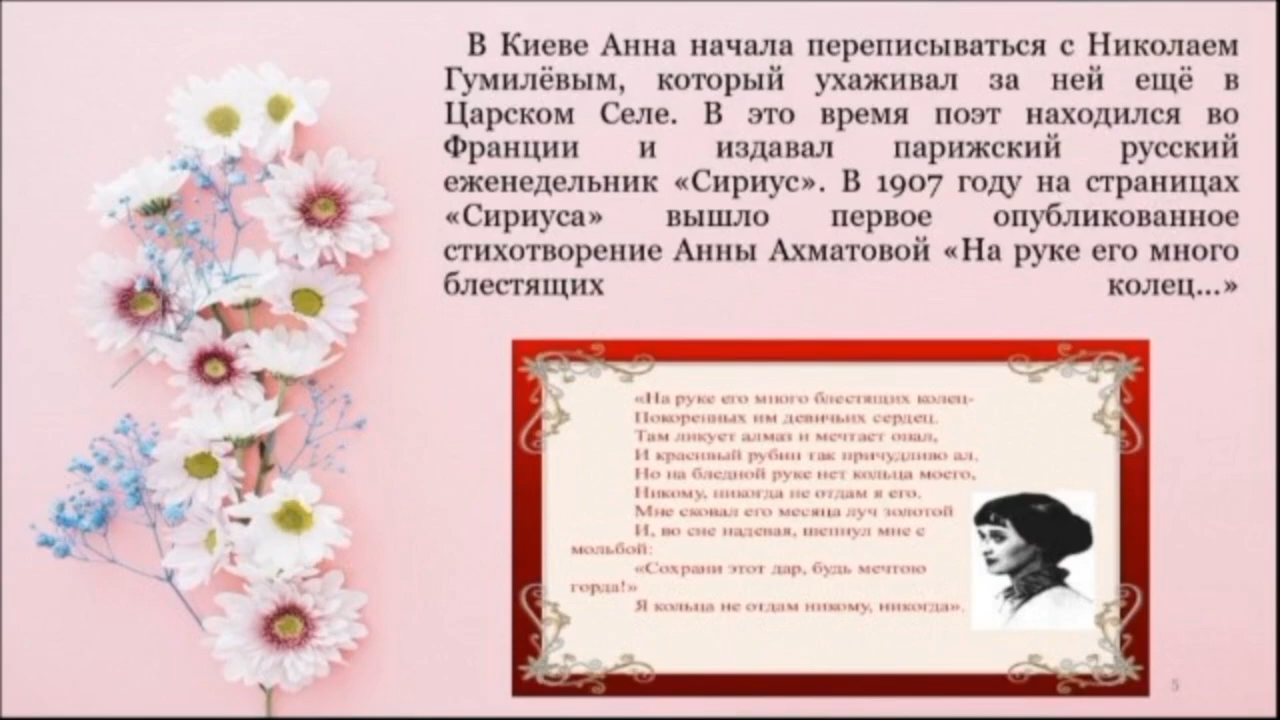 В Киеве Анна начала переписываться с Николаем
Гумилёвым, который ухаживал за ней ещё в
Царском Селе. В это время поэт находился во
Франции и издавал парижский русский
еженедельник «Сириус». В 1907 году на страницах
«Сириуса» вышло первое опубликованное
стихотворение Анны Ахматовой «На руке его много
блестящих колец…»
«На руке его много блестящих колец-
Покоренных им девичьих сердец.
Там ликует алмаз и мечтает опал,
И красивый рубин так причудливо ал.
Но на бледной руке нет кольца моего,
Никому, никогда не отдам я его.
Мне сковал его месяца луч золотой
И, во сне надевая, шепнул мне с
мольбой:
«Сохрани этот дар, будь мечтою
горда!»
Я кольца не отдам никому, никогда».
5